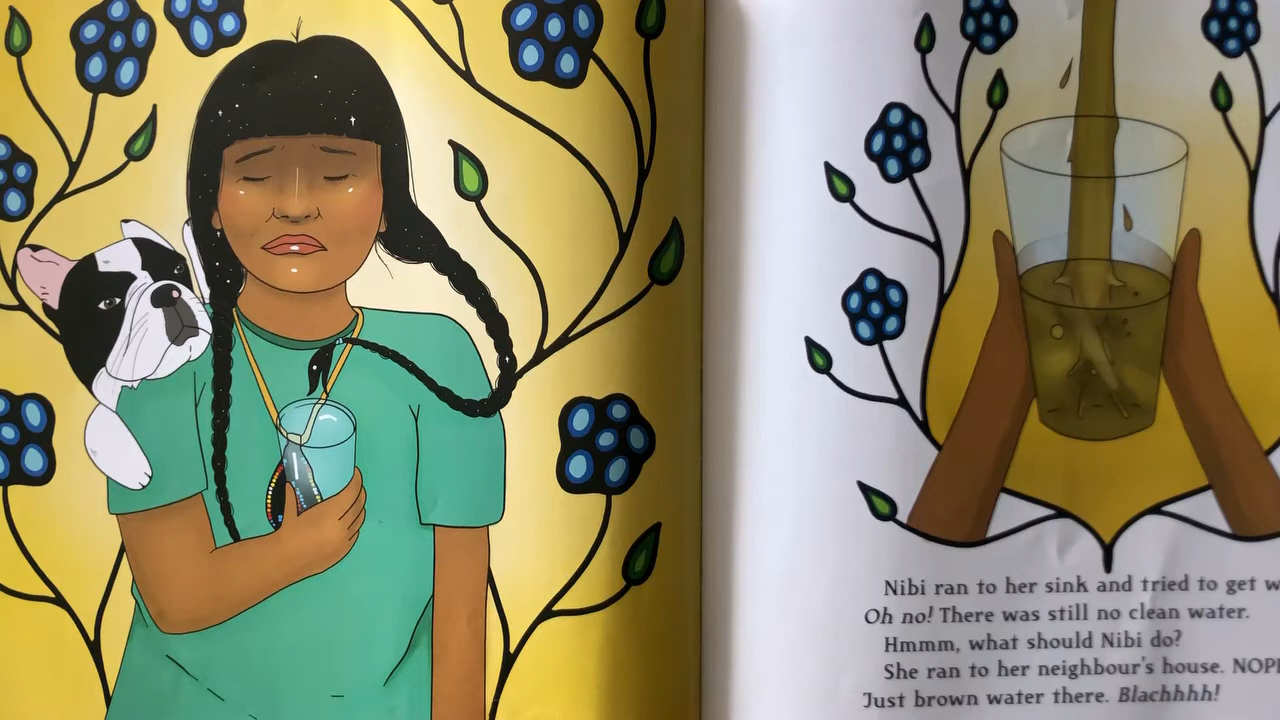 Nibi ran to her sink and tried to get
Oh no! There was still no clean water.
Hmmm, what should Nibi do?
She ran to her neighbour's house.
Just brown water there. Blachhhh!